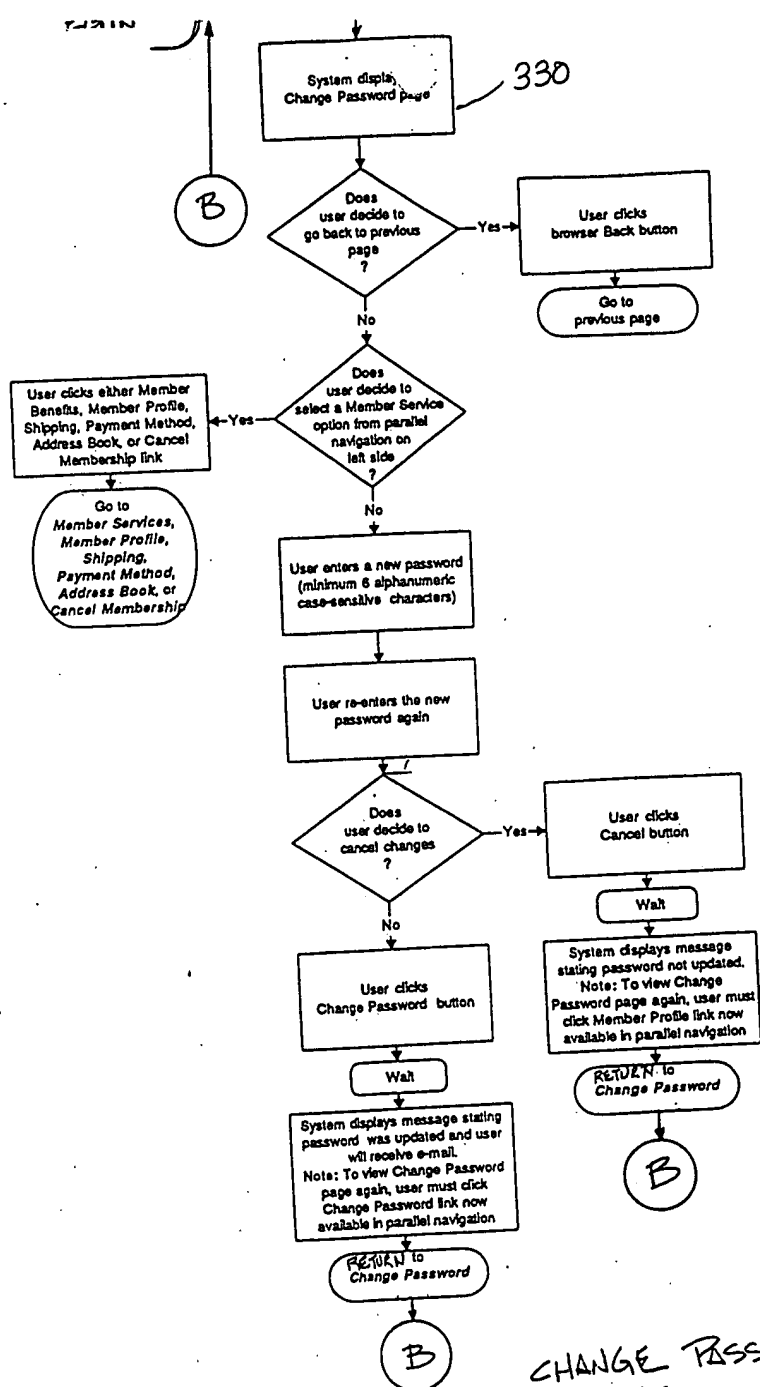 System
Change Password page
330
B
Does
user decide to
go back to previous
page
?
Yes
User clicks
browser Back button
Go to
previous page
No
Does
user decide to
select a Member Service
option from parallel
navigation on
left side
?
Yes
User clicks either Member
Benefits, Member Profile,
Shipping, Payment Method,
Address Book, or Cancel
Membership link
Go to
Member Services,
Member Profile,
Shipping,
Payment Method,
Address Book, or
Cancel Membership
No
User enters a new password
(minimum 6 alphanumeric
case-sensitive characters)
User re-enters the new
password again
Does
user decide to
cancel changes
?
Yes
User clicks
Cancel button
Wait
System displays message
stating password not updated.
Note: To view Change
Password page again, user must
click Member Profile link now
available in parallel navigation
RETURN to
Change Password
B
No
User clicks
Change Password button
Wait
System displays message stating
password was updated and user
will receive e-mail.
Note: To view Change Password
page again, user must click
Change Password link now
available in parallel navigation
RETURN to
Change Password
B
CHANGE PASS